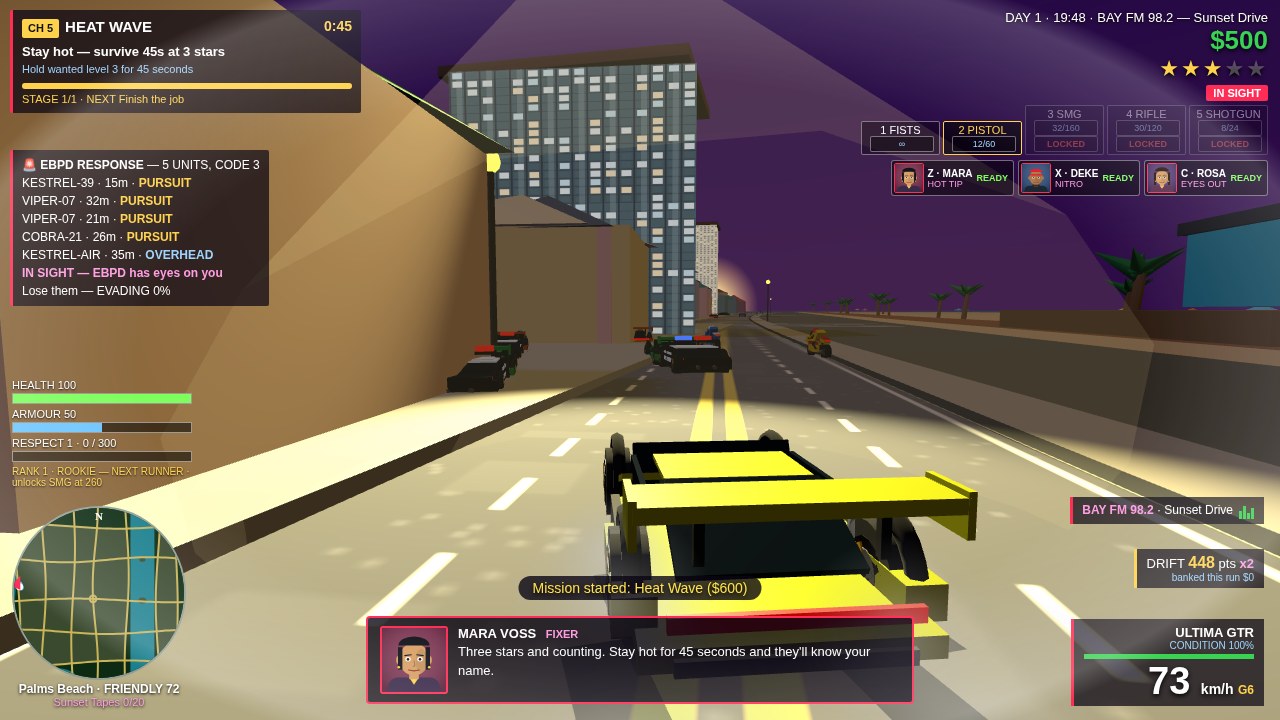 CH 5 HEAT WAVE 0:45
Stay hot — survive 45s at 3 stars
Hold wanted level 3 for 45 seconds
STAGE 1/1 · NEXT Finish the job
DAY 1 · 19:48 · BAY FM 98.2 — Sunset Drive
$500
IN SIGHT
1 FISTS
∞
2 PISTOL
12/60
3 SMG
32/160
LOCKED
4 RIFLE
30/120
LOCKED
5 SHOTGUN
8/24
LOCKED
Z · MARA
HOT TIP
READY
X · DEKE
NITRO
READY
C · ROSA
EYES OUT
READY
🚨 EBPD RESPONSE — 5 UNITS, CODE 3
KESTREL-39 · 15m · PURSUIT
VIPER-07 · 32m · PURSUIT
VIPER-07 · 21m · PURSUIT
COBRA-21 · 26m · PURSUIT
KESTREL-AIR · 35m · OVERHEAD
IN SIGHT — EBPD has eyes on you
Lose them — EVADING 0%
HEALTH 100
ARMOUR 50
RESPECT 1 · 0 / 300
RANK 1 · ROOKIE — NEXT RUNNER ·
unlocks SMG at 260
N
Palms Beach · FRIENDLY 72
Sunset Tapes 0/20
Mission started: Heat Wave ($600)
MARA VOSS FIXER
Three stars and counting. Stay hot for 45 seconds and they'll know your
name.
BAY FM 98.2 · Sunset Drive
DRIFT 448 pts x2
banked this run $0
ULTIMA GTR
CONDITION 100%
73 km/h G6